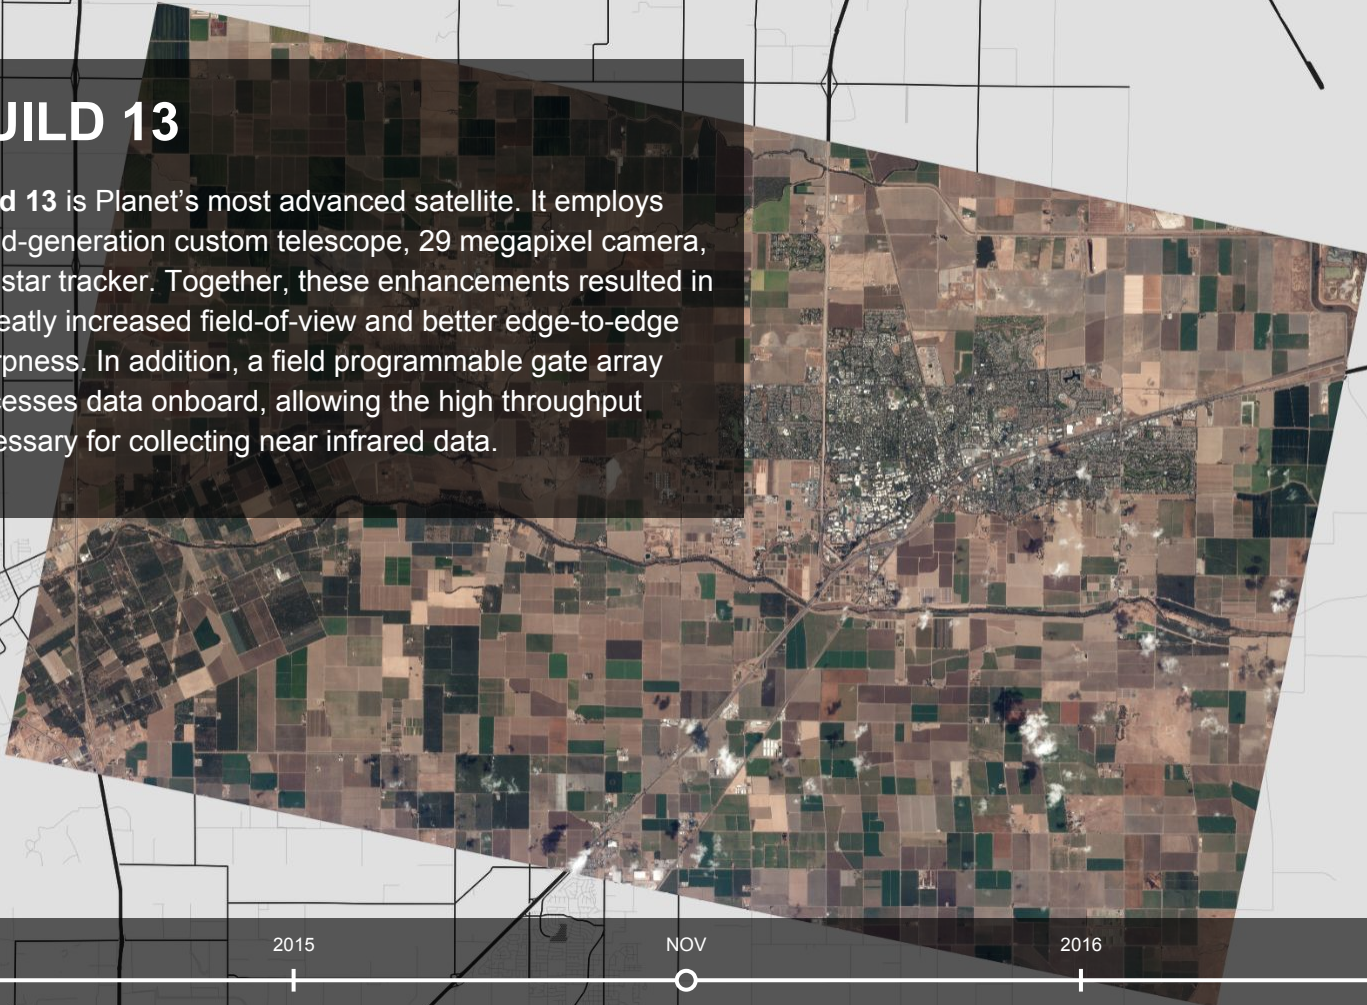 UILD 13
d 13 is Planet’s most advanced satellite. It employs
d-generation custom telescope, 29 megapixel camera,
star tracker. Together, these enhancements resulted in
eatly increased field-of-view and better edge-to-edge
rpness. In addition, a field programmable gate array
cesses data onboard, allowing the high throughput
essary for collecting near infrared data.
2015 NOV 2016